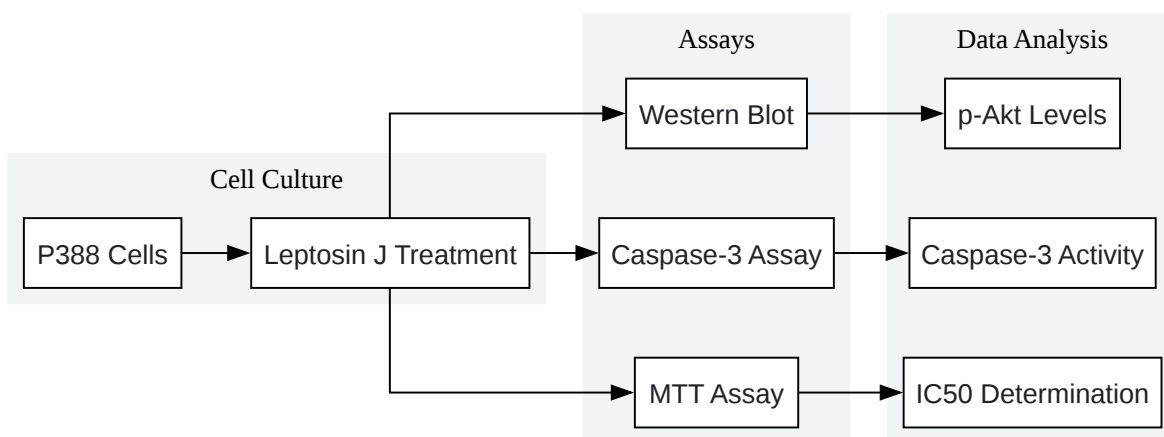 Assays
Data Analysis
Western Blot
p-Akt Levels
Cell Culture
P388 Cells
Leptosin J Treatment
Caspase-3 Assay
Caspase-3 Activity
MTT Assay
IC50 Determination